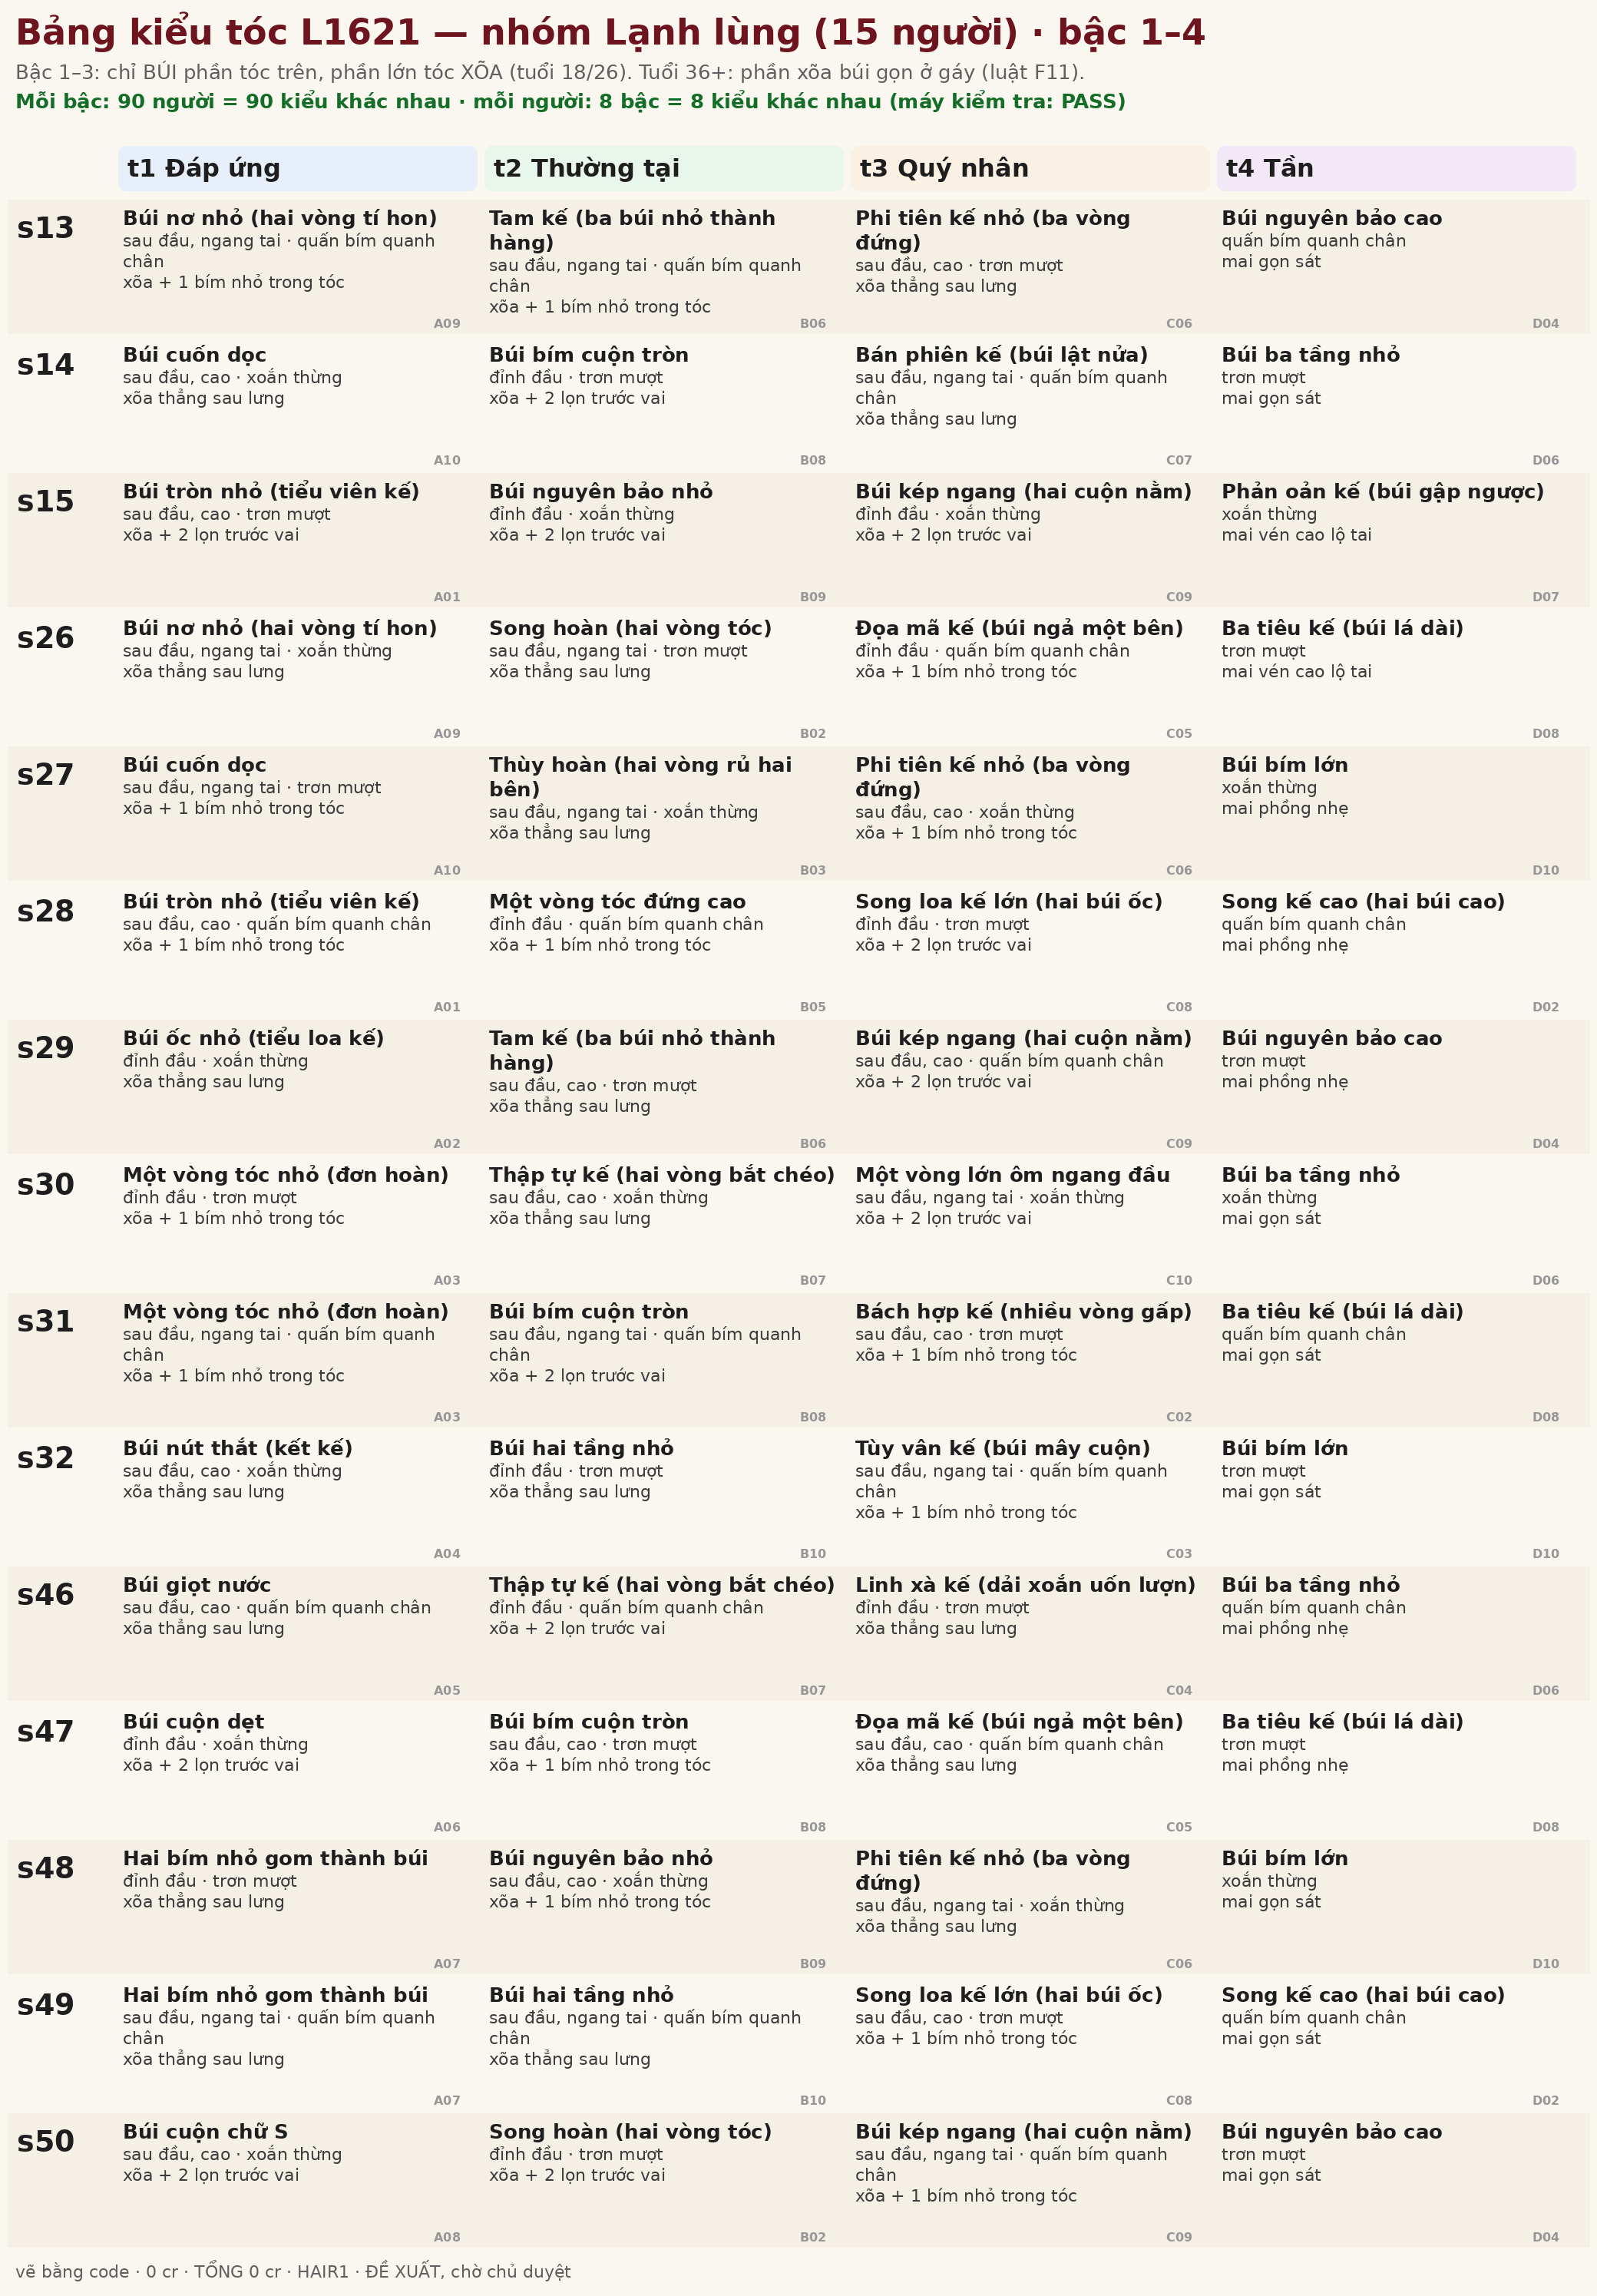 Bảng kiểu tóc L1621 — nhóm Lạnh lùng (15 người) · bậc 1–4
Bậc 1–3: chỉ BÚI phần tóc trên, phần lớn tóc XÕA (tuổi 18/26). Tuổi 36+: phần xõa búi gọn ở gáy (luật F11).
Mỗi bậc: 90 người = 90 kiểu khác nhau · mỗi người: 8 bậc = 8 kiểu khác nhau (máy kiểm tra: PASS)
t1 Đáp ứng
t2 Thường tại
t3 Quý nhân
t4 Tần
s13
Búi nơ nhỏ (hai vòng tí hon)
sau đầu, ngang tai · quấn bím quanh
chân
xõa + 1 bím nhỏ trong tóc
A09
Tam kế (ba búi nhỏ thành
hàng)
sau đầu, ngang tai · quấn bím quanh
chân
xõa + 1 bím nhỏ trong tóc
B06
Phi tiên kế nhỏ (ba vòng
đứng)
sau đầu, cao · trơn mượt
xõa thẳng sau lưng
C06
Búi nguyên bảo cao
quấn bím quanh chân
mai gọn sát
D04
s14
Búi cuốn dọc
sau đầu, cao · xoắn thừng
xõa thẳng sau lưng
A10
Búi bím cuộn tròn
đỉnh đầu · trơn mượt
xõa + 2 lọn trước vai
B08
Bán phiên kế (búi lật nửa)
sau đầu, ngang tai · quấn bím quanh
chân
xõa thẳng sau lưng
C07
Búi ba tầng nhỏ
trơn mượt
mai gọn sát
D06
s15
Búi tròn nhỏ (tiểu viên kế)
sau đầu, cao · trơn mượt
xõa + 2 lọn trước vai
A01
Búi nguyên bảo nhỏ
đỉnh đầu · xoắn thừng
xõa + 2 lọn trước vai
B09
Búi kép ngang (hai cuộn nằm)
đỉnh đầu · xoắn thừng
xõa + 2 lọn trước vai
C09
Phản oản kế (búi gập ngược)
xoắn thừng
mai vén cao lộ tai
D07
s26
Búi nơ nhỏ (hai vòng tí hon)
sau đầu, ngang tai · xoắn thừng
xõa thẳng sau lưng
A09
Song hoàn (hai vòng tóc)
sau đầu, ngang tai · trơn mượt
xõa thẳng sau lưng
B02
Đọa mã kế (búi ngả một bên)
đỉnh đầu · quấn bím quanh chân
xõa + 1 bím nhỏ trong tóc
C05
Ba tiêu kế (búi lá dài)
trơn mượt
mai vén cao lộ tai
D08
s27
Búi cuốn dọc
sau đầu, ngang tai · trơn mượt
xõa + 1 bím nhỏ trong tóc
A10
Thùy hoàn (hai vòng rủ hai
bên)
sau đầu, ngang tai · xoắn thừng
xõa thẳng sau lưng
B03
Phi tiên kế nhỏ (ba vòng
đứng)
sau đầu, cao · xoắn thừng
xõa + 1 bím nhỏ trong tóc
C06
Búi bím lớn
xoắn thừng
mai phồng nhẹ
D10
s28
Búi tròn nhỏ (tiểu viên kế)
sau đầu, cao · quấn bím quanh chân
xõa + 1 bím nhỏ trong tóc
A01
Một vòng tóc đứng cao
đỉnh đầu · quấn bím quanh chân
xõa + 1 bím nhỏ trong tóc
B05
Song loa kế lớn (hai búi ốc)
đỉnh đầu · trơn mượt
xõa + 2 lọn trước vai
C08
Song kế cao (hai búi cao)
quấn bím quanh chân
mai phồng nhẹ
D02
s29
Búi ốc nhỏ (tiểu loa kế)
đỉnh đầu · xoắn thừng
xõa thẳng sau lưng
A02
Tam kế (ba búi nhỏ thành
hàng)
sau đầu, cao · trơn mượt
xõa thẳng sau lưng
B06
Búi kép ngang (hai cuộn nằm)
sau đầu, cao · quấn bím quanh chân
xõa + 2 lọn trước vai
C09
Búi nguyên bảo cao
trơn mượt
mai phồng nhẹ
D04
s30
Một vòng tóc nhỏ (đơn hoàn)
đỉnh đầu · trơn mượt
xõa + 1 bím nhỏ trong tóc
A03
Thập tự kế (hai vòng bắt chéo)
sau đầu, cao · xoắn thừng
xõa thẳng sau lưng
B07
Một vòng lớn ôm ngang đầu
sau đầu, ngang tai · xoắn thừng
xõa + 2 lọn trước vai
C10
Búi ba tầng nhỏ
xoắn thừng
mai gọn sát
D06
s31
Một vòng tóc nhỏ (đơn hoàn)
sau đầu, ngang tai · quấn bím quanh
chân
xõa + 1 bím nhỏ trong tóc
A03
Búi bím cuộn tròn
sau đầu, ngang tai · quấn bím quanh
chân
xõa + 2 lọn trước vai
B08
Bách hợp kế (nhiều vòng gấp)
sau đầu, cao · trơn mượt
xõa + 1 bím nhỏ trong tóc
C02
Ba tiêu kế (búi lá dài)
quấn bím quanh chân
mai gọn sát
D08
s32
Búi nút thắt (kết kế)
sau đầu, cao · xoắn thừng
xõa thẳng sau lưng
A04
Búi hai tầng nhỏ
đỉnh đầu · trơn mượt
xõa thẳng sau lưng
B10
Tùy vân kế (búi mây cuộn)
sau đầu, ngang tai · quấn bím quanh
chân
xõa + 1 bím nhỏ trong tóc
C03
Búi bím lớn
trơn mượt
mai gọn sát
D10
s46
Búi giọt nước
sau đầu, cao · quấn bím quanh chân
xõa thẳng sau lưng
A05
Thập tự kế (hai vòng bắt chéo)
đỉnh đầu · quấn bím quanh chân
xõa + 2 lọn trước vai
B07
Linh xà kế (dải xoắn uốn lượn)
đỉnh đầu · trơn mượt
xõa thẳng sau lưng
C04
Búi ba tầng nhỏ
quấn bím quanh chân
mai phồng nhẹ
D06
s47
Búi cuộn dẹt
đỉnh đầu · xoắn thừng
xõa + 2 lọn trước vai
A06
Búi bím cuộn tròn
sau đầu, cao · trơn mượt
xõa + 1 bím nhỏ trong tóc
B08
Đọa mã kế (búi ngả một bên)
sau đầu, cao · quấn bím quanh chân
xõa thẳng sau lưng
C05
Ba tiêu kế (búi lá dài)
trơn mượt
mai phồng nhẹ
D08
s48
Hai bím nhỏ gom thành búi
đỉnh đầu · trơn mượt
xõa thẳng sau lưng
A07
Búi nguyên bảo nhỏ
sau đầu, cao · xoắn thừng
xõa + 1 bím nhỏ trong tóc
B09
Phi tiên kế nhỏ (ba vòng
đứng)
sau đầu, ngang tai · xoắn thừng
xõa thẳng sau lưng
C06
Búi bím lớn
xoắn thừng
mai gọn sát
D10
s49
Hai bím nhỏ gom thành búi
sau đầu, ngang tai · quấn bím quanh
chân
xõa thẳng sau lưng
A07
Búi hai tầng nhỏ
sau đầu, ngang tai · quấn bím quanh
chân
xõa thẳng sau lưng
B10
Song loa kế lớn (hai búi ốc)
sau đầu, cao · trơn mượt
xõa + 1 bím nhỏ trong tóc
C08
Song kế cao (hai búi cao)
quấn bím quanh chân
mai gọn sát
D02
s50
Búi cuộn chữ S
sau đầu, cao · xoắn thừng
xõa + 2 lọn trước vai
A08
Song hoàn (hai vòng tóc)
đỉnh đầu · trơn mượt
xõa + 2 lọn trước vai
B02
Búi kép ngang (hai cuộn nằm)
sau đầu, ngang tai · quấn bím quanh
chân
xõa + 1 bím nhỏ trong tóc
C09
Búi nguyên bảo cao
trơn mượt
mai gọn sát
D04
vẽ bằng code · 0 cr · TỔNG 0 cr · HAIR1 · ĐỀ XUẤT, chờ chủ duyệt